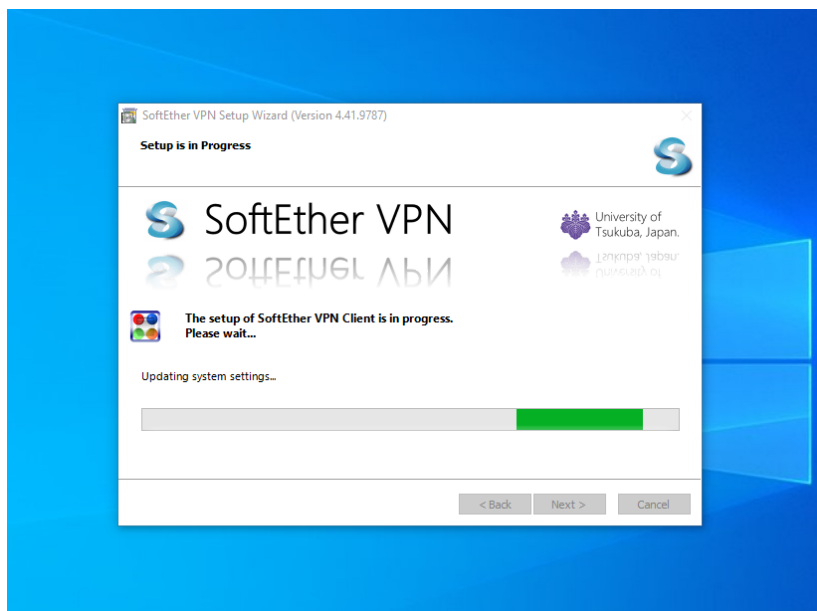 SoftEther VPN Setup Wizard (Version 4.41.9787)
Setup is in Progress
SoftEther VPN
University of
Tsukuba, Japan.
The setup of SoftEther VPN Client is in progress.
Please wait...
Updating system settings...
< Back
Next >
Cancel